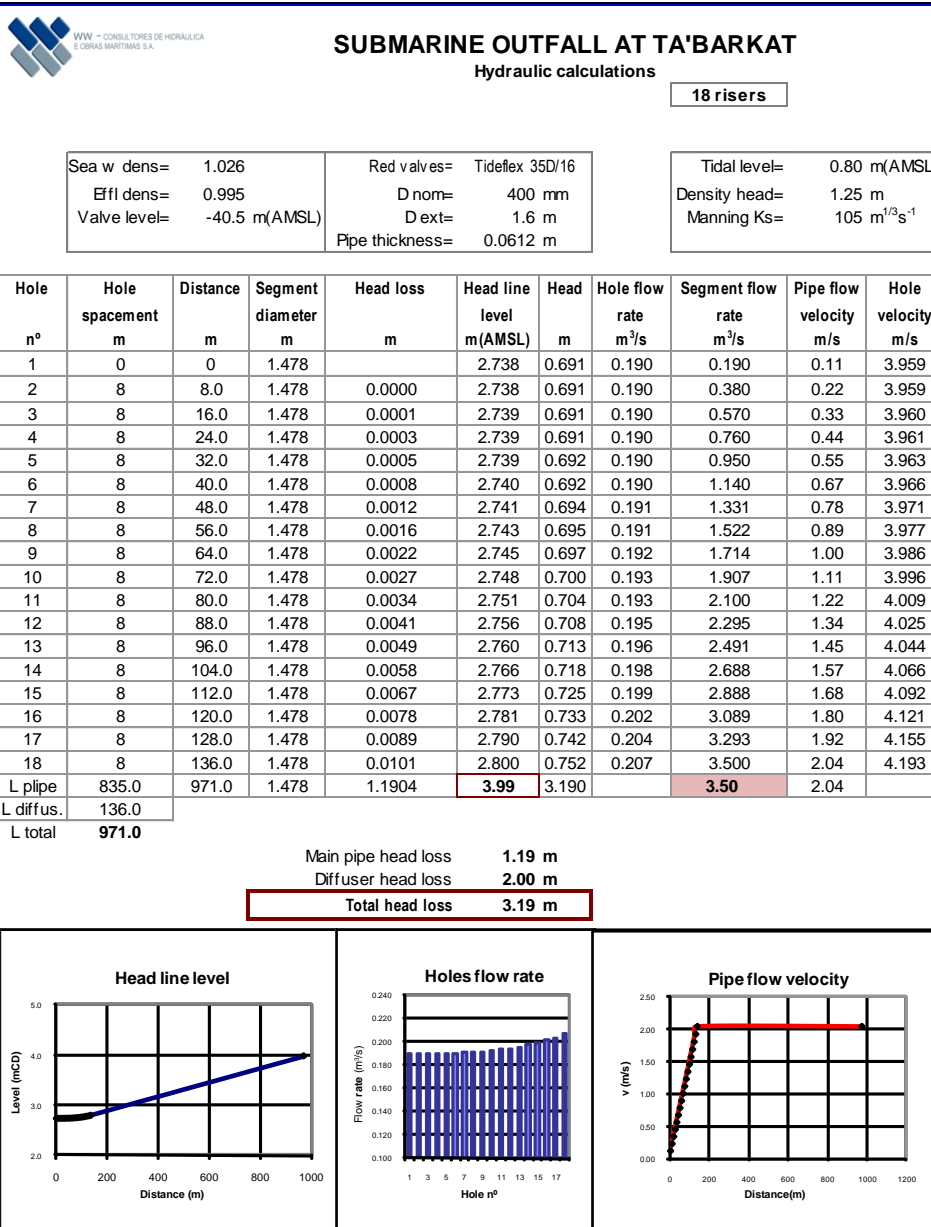 WW - CONSULTORES DE HIDRÁULICA
E OBRAS MARÍTIMAS S.A.
SUBMARINE OUTFALL AT TA'BARKAT
Hydraulic calculations
18 risers
Sea w dens= 1.026 Red valves= Tideflex 35D/16 Tidal level= 0.80 m(AMSL
Effl dens= 0.995 D nom= 400 mm Density head= 1.25 m
Valve level= -40.5 m(AMSL) D ext= 1.6 m Manning Ks= 105 m1/3s-1
Pipe thickness= 0.0612 m
Hole Hole Distance Segment Head loss Head line Head Hole flow Segment flow Pipe flow Hole
spacement diameter level rate rate velocity velocity
nº m m m m m(AMSL) m m3/s m3/s m/s m/s
1 0 0 1.478 2.738 0.691 0.190 0.190 0.11 3.959
2 8 8.0 1.478 0.0000 2.738 0.691 0.190 0.380 0.22 3.959
3 8 16.0 1.478 0.0001 2.739 0.691 0.190 0.570 0.33 3.960
4 8 24.0 1.478 0.0003 2.739 0.691 0.190 0.760 0.44 3.961
5 8 32.0 1.478 0.0005 2.739 0.692 0.190 0.950 0.55 3.963
6 8 40.0 1.478 0.0008 2.740 0.692 0.190 1.140 0.67 3.966
7 8 48.0 1.478 0.0012 2.741 0.694 0.191 1.331 0.78 3.971
8 8 56.0 1.478 0.0016 2.743 0.695 0.191 1.522 0.89 3.977
9 8 64.0 1.478 0.0022 2.745 0.697 0.192 1.714 1.00 3.986
10 8 72.0 1.478 0.0027 2.748 0.700 0.193 1.907 1.11 3.996
11 8 80.0 1.478 0.0034 2.751 0.704 0.193 2.100 1.22 4.009
12 8 88.0 1.478 0.0041 2.756 0.708 0.195 2.295 1.34 4.025
13 8 96.0 1.478 0.0049 2.760 0.713 0.196 2.491 1.45 4.044
14 8 104.0 1.478 0.0058 2.766 0.718 0.198 2.688 1.57 4.066
15 8 112.0 1.478 0.0067 2.773 0.725 0.199 2.888 1.68 4.092
16 8 120.0 1.478 0.0078 2.781 0.733 0.202 3.089 1.80 4.121
17 8 128.0 1.478 0.0089 2.790 0.742 0.204 3.293 1.92 4.155
18 8 136.0 1.478 0.0101 2.800 0.752 0.207 3.500 2.04 4.193
L plipe 835.0 971.0 1.478 1.1904 3.99 3.190 3.50 2.04
L diffus. 136.0
L total 971.0
Main pipe head loss 1.19 m
Diffuser head loss 2.00 m
Total head loss 3.19 m
Head line level
5.0
4.0
3.0
2.0
Level (mCD)
0 200 400 600 800 1000
Distance (m)
Holes flow rate
0.240
0.220
0.200
0.180
0.160
0.140
0.120
0.100
Flow rate (m³/s)
1 3 5 7 9 11 13 15 17
Hole nº
Pipe flow velocity
2.50
2.00
1.50
1.00
0.50
0.00
v (m/s)
0 200 400 600 800 1000 1200
Distance(m)